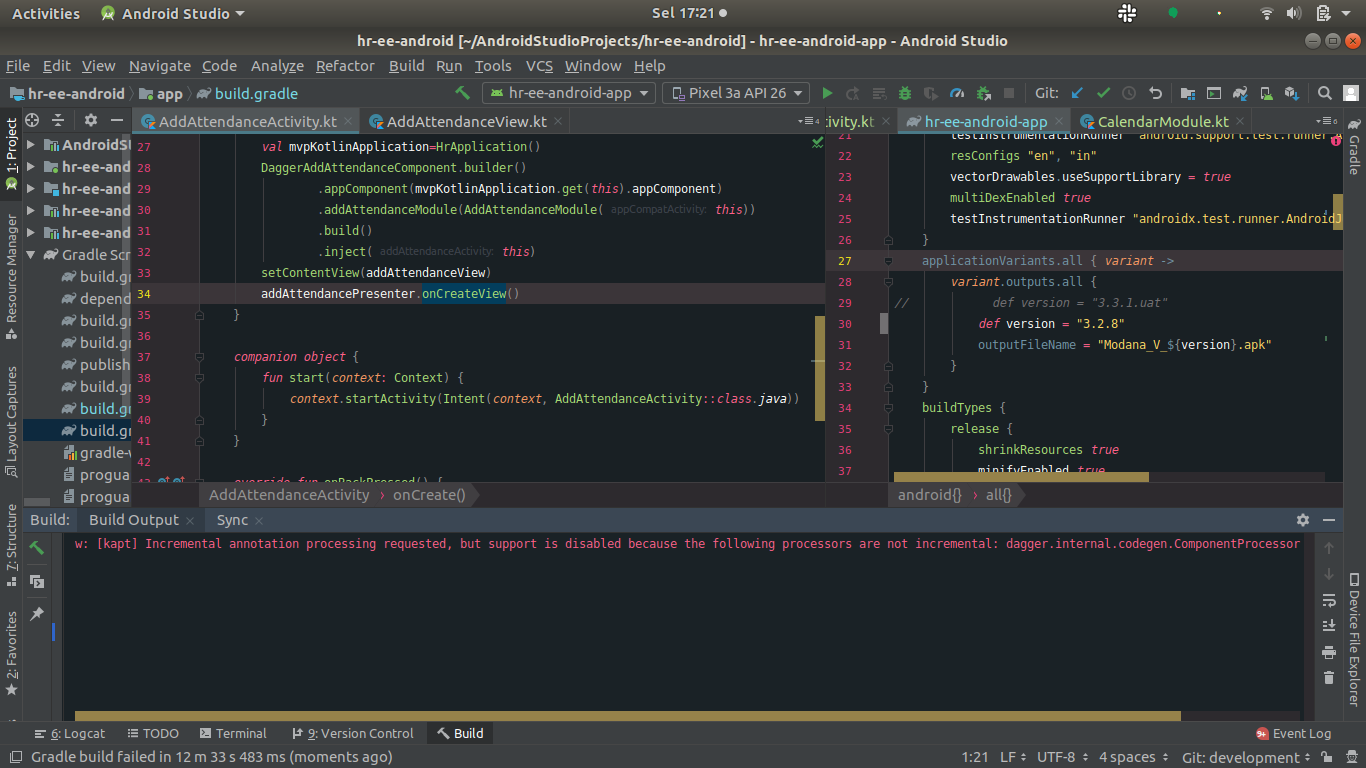 Activities Android Studio Sel 17:21
hr-ee-android [~/AndroidStudioProjects/hr-ee-android] - hr-ee-android-app - Android Studio
File Edit View Navigate Code Analyze Refactor Build Run Tools VCS Window Help
hr-ee-android app build.gradle hr-ee-android-app Pixel 3a API 26 Git:
1: Project
Resource Manager
Layout Captures
7: Structure
2: Favorites
AndroidSt
hr-ee-and
hr-ee-and
hr-ee-and
hr-ee-and
Gradle Scr
build.gr
depend
build.gr
build.gr
publish
build.gr
build.gr
build.gr
gradle-w
progua
progua
AddAttendanceActivity.kt AddAttendanceView.kt
27 val mvpKotlinApplication=HrApplication()
28 DaggerAddAttendanceComponent.builder()
29 .appComponent(mvpKotlinApplication.get(this).appComponent)
30 .addAttendanceModule(AddAttendanceModule( appCompatActivity: this))
31 .build()
32 .inject( addAttendanceActivity: this)
33 setContentView(addAttendanceView)
34 addAttendancePresenter.onCreateView()
35 }
36
37 companion object {
38 fun start(context: Context) {
39 context.startActivity(Intent(context, AddAttendanceActivity::class.java))
40 }
41 }
42
43 override fun onBackPressed() {
AddAttendanceActivity › onCreate()
tivity.kt hr-ee-android-app CalendarModule.kt
21 testInstrumentationRunner "android.support.test.runner.A
22 resConfigs "en", "in"
23 vectorDrawables.useSupportLibrary = true
24 multiDexEnabled true
25 testInstrumentationRunner "androidx.test.runner.AndroidJ
26 }
27 applicationVariants.all { variant ->
28 variant.outputs.all {
29 // def version = "3.3.1.uat"
30 def version = "3.2.8"
31 outputFileName = "Modana_V_${version}.apk"
32 }
33 }
34 buildTypes {
35 release {
36 shrinkResources true
37 minifyEnabled true
android{} › all{}
Gradle
Device File Explorer
Build: Build Output Sync
w: [kapt] Incremental annotation processing requested, but support is disabled because the following processors are not incremental: dagger.internal.codegen.ComponentProcessor
6: Logcat TODO Terminal 9: Version Control Build 9+ Event Log
Gradle build failed in 12 m 33 s 483 ms (moments ago) 1:21 LF UTF-8 4 spaces Git: development